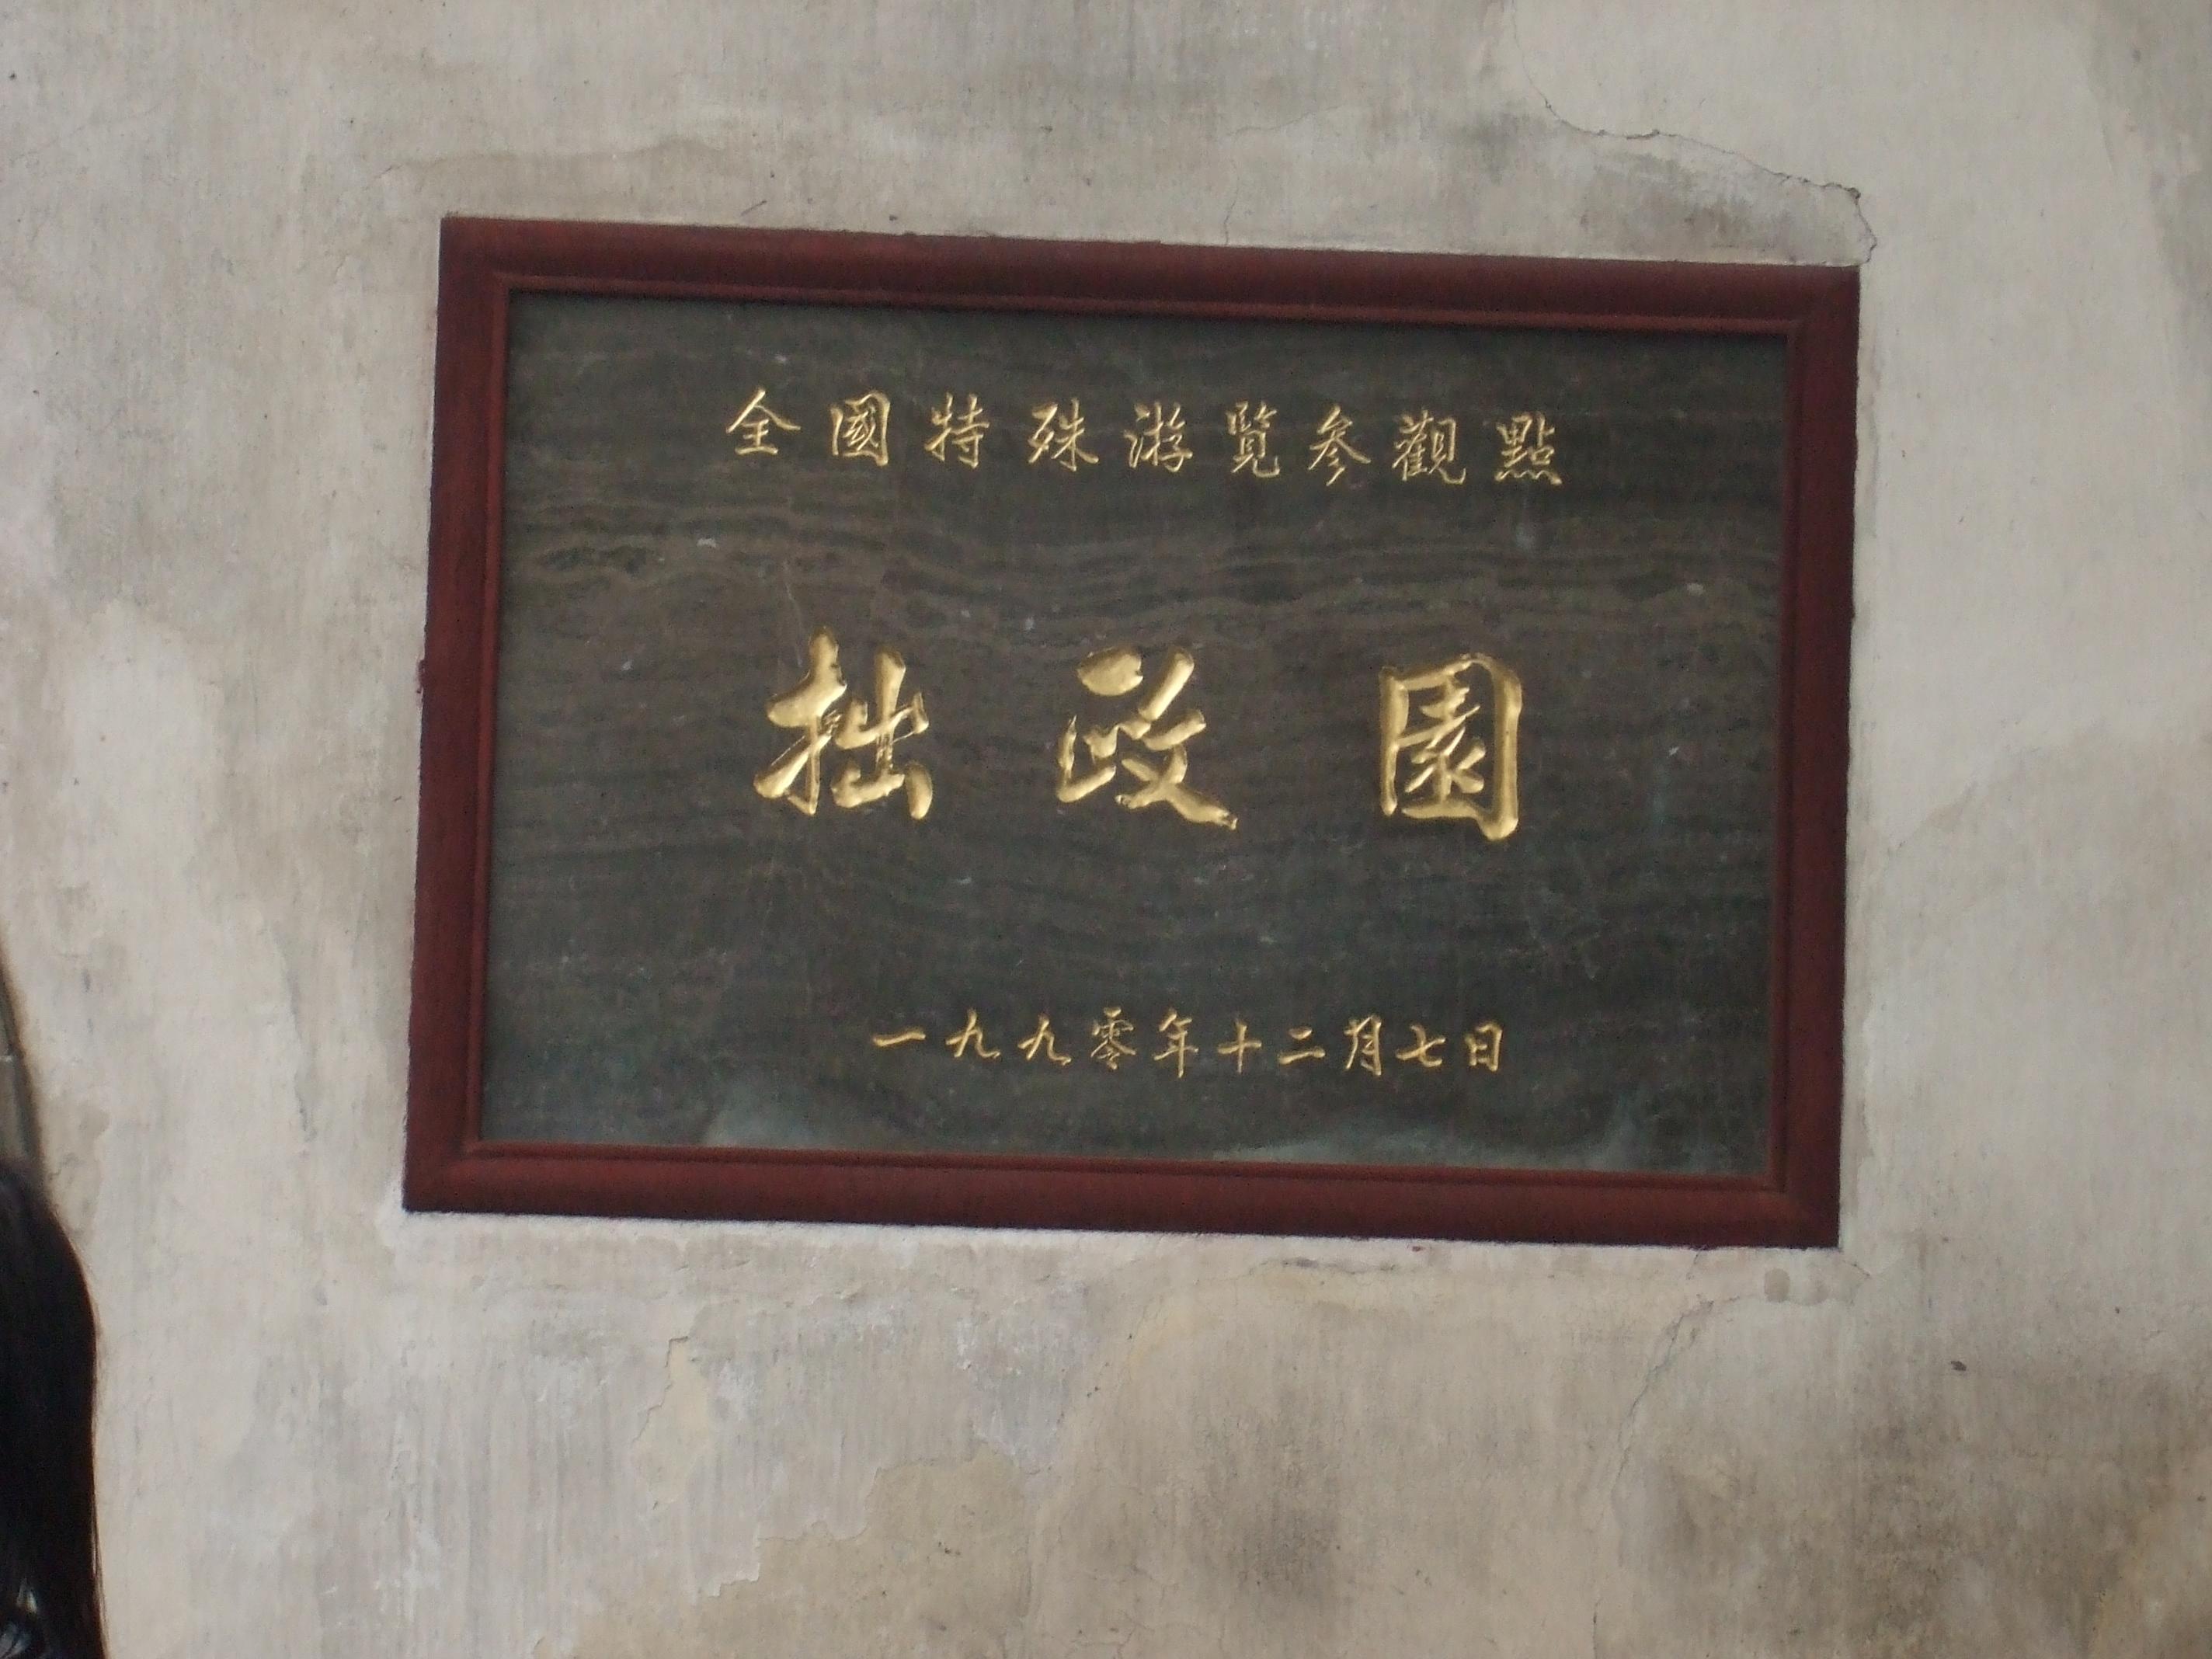 全國特殊游覽參觀點
拙政園
一九九零年十二月七日